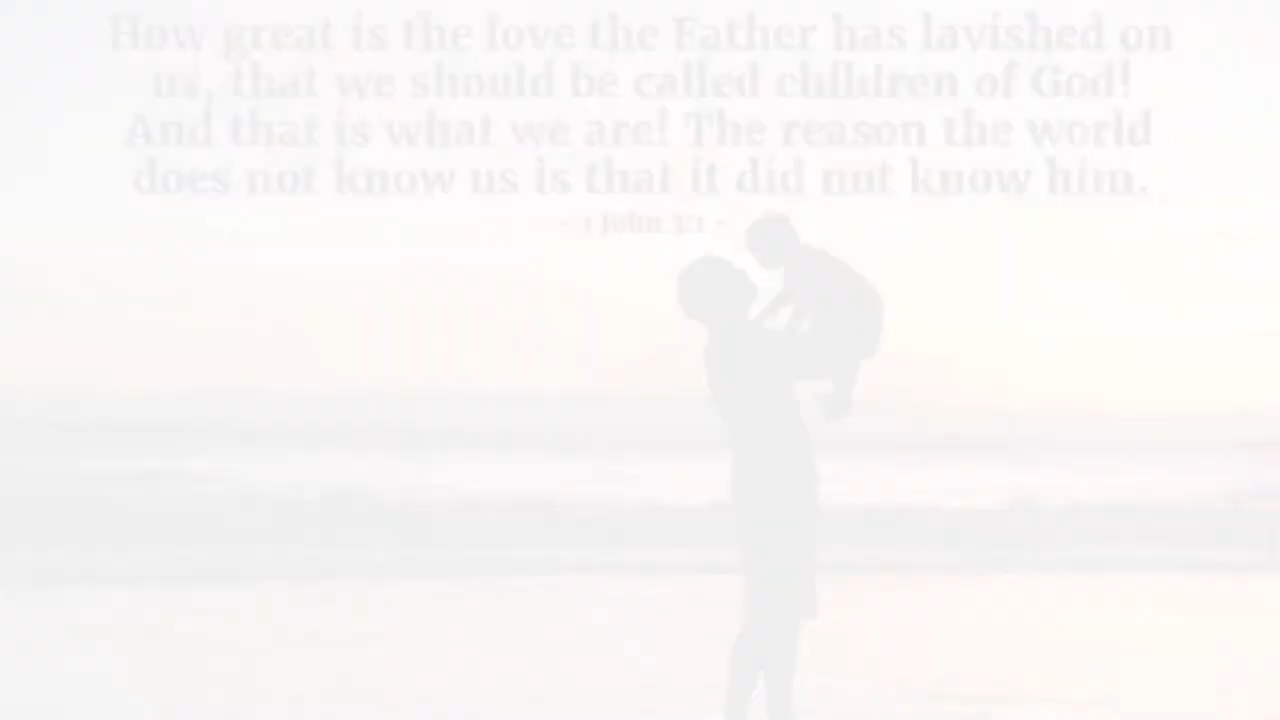 How great is the love the Father has lavished on
us, that we should be called children of God!
And that is what we are! The reason the world
does not know us is that it did not know him.
- 1 John 3:1 -